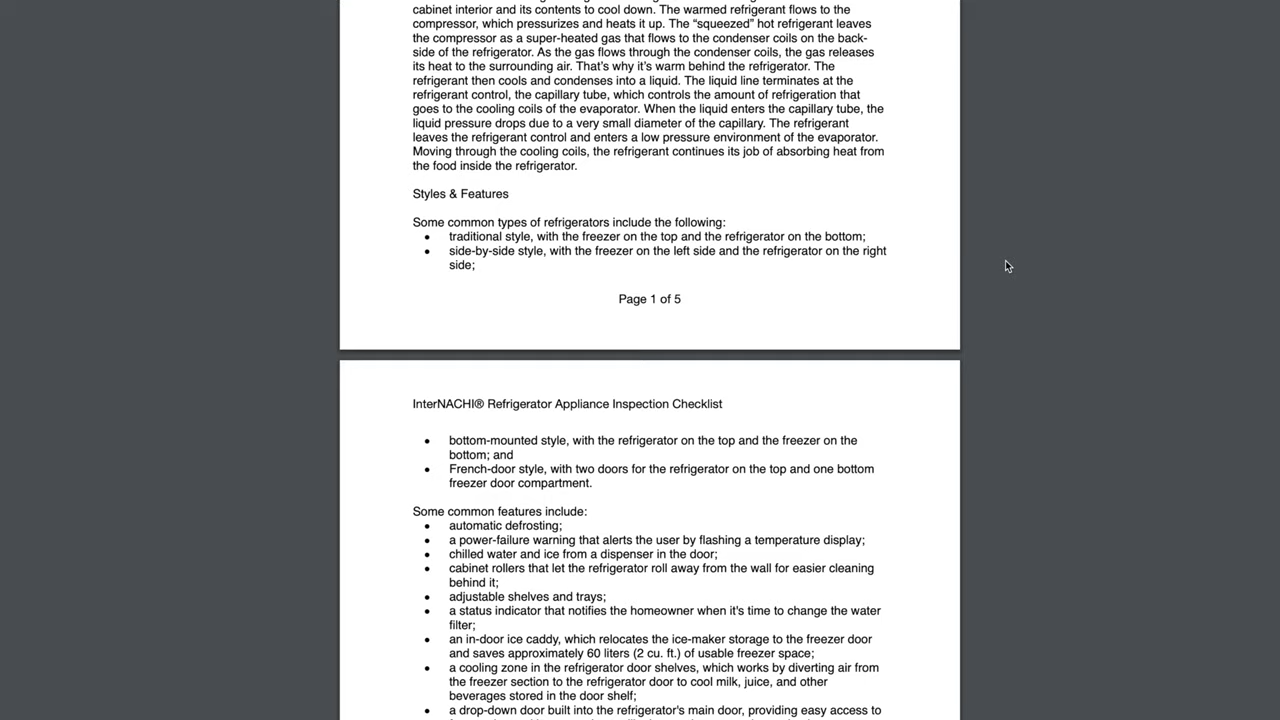 cabinet interior and its contents to cool down. The warmed refrigerant flows to the
compressor, which pressurizes and heats it up. The “squeezed” hot refrigerant leaves
the compressor as a super-heated gas that flows to the condenser coils on the back-
side of the refrigerator. As the gas flows through the condenser coils, the gas releases
its heat to the surrounding air. That’s why it’s warm behind the refrigerator. The
refrigerant then cools and condenses into a liquid. The liquid line terminates at the
refrigerant control, the capillary tube, which controls the amount of refrigeration that
goes to the cooling coils of the evaporator. When the liquid enters the capillary tube, the
liquid pressure drops due to a very small diameter of the capillary. The refrigerant
leaves the refrigerant control and enters a low pressure environment of the evaporator.
Moving through the cooling coils, the refrigerant continues its job of absorbing heat from
the food inside the refrigerator.
Styles & Features
Some common types of refrigerators include the following:
• traditional style, with the freezer on the top and the refrigerator on the bottom;
• side-by-side style, with the freezer on the left side and the refrigerator on the right
side;
Page 1 of 5
InterNACHI® Refrigerator Appliance Inspection Checklist
• bottom-mounted style, with the refrigerator on the top and the freezer on the
bottom; and
• French-door style, with two doors for the refrigerator on the top and one bottom
freezer door compartment.
Some common features include:
• automatic defrosting;
• a power-failure warning that alerts the user by flashing a temperature display;
• chilled water and ice from a dispenser in the door;
• cabinet rollers that let the refrigerator roll away from the wall for easier cleaning
behind it;
• adjustable shelves and trays;
• a status indicator that notifies the homeowner when it's time to change the water
filter;
• an in-door ice caddy, which relocates the ice-maker storage to the freezer door
and saves approximately 60 liters (2 cu. ft.) of usable freezer space;
• a cooling zone in the refrigerator door shelves, which works by diverting air from
the freezer section to the refrigerator door to cool milk, juice, and other
beverages stored in the door shelf;
• a drop-down door built into the refrigerator's main door, providing easy access to